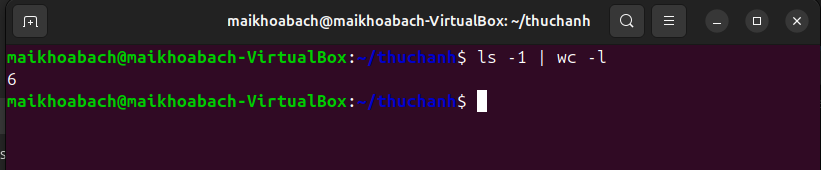 maikhoabach@maikhoabach-VirtualBox: ~/thuchanh
maikhoabach@maikhoabach-VirtualBox:~/thuchanh$ ls -1 | wc -l
6
maikhoabach@maikhoabach-VirtualBox:~/thuchanh$
s